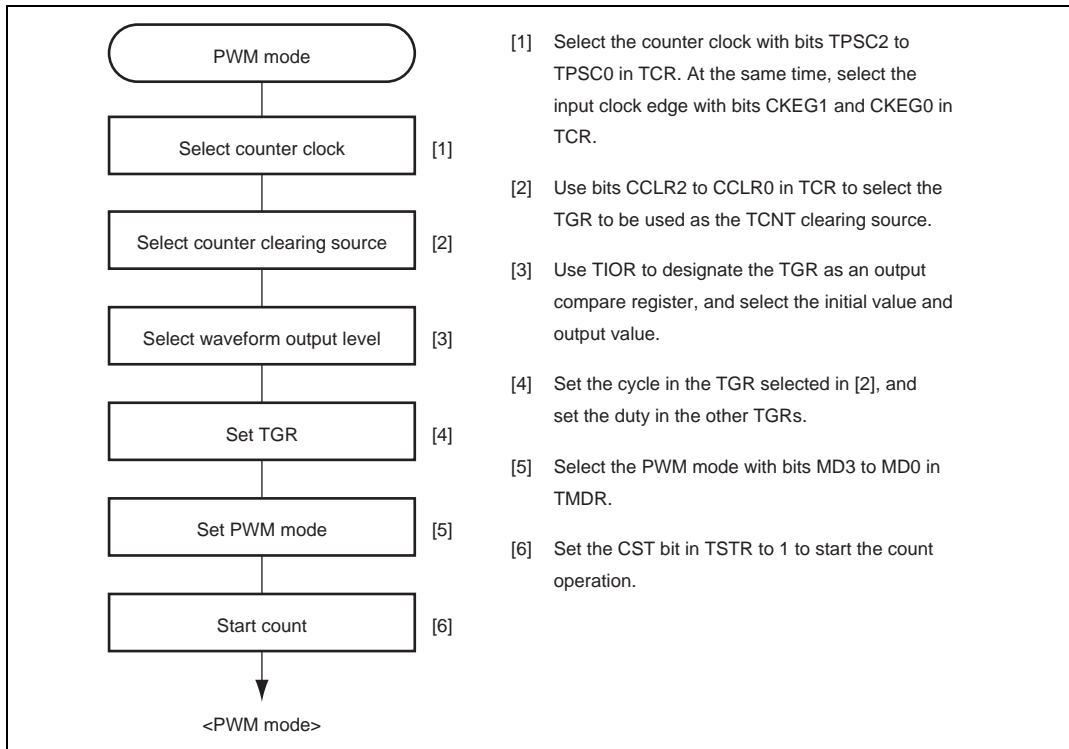 PWM mode
Select counter clock [1]
Select counter clearing source [2]
Select waveform output level [3]
Set TGR [4]
Set PWM mode [5]
Start count [6]
<PWM mode>
[1] Select the counter clock with bits TPSC2 to
TPSC0 in TCR. At the same time, select the
input clock edge with bits CKEG1 and CKEG0 in
TCR.
[2] Use bits CCLR2 to CCLR0 in TCR to select the
TGR to be used as the TCNT clearing source.
[3] Use TIOR to designate the TGR as an output
compare register, and select the initial value and
output value.
[4] Set the cycle in the TGR selected in [2], and
set the duty in the other TGRs.
[5] Select the PWM mode with bits MD3 to MD0 in
TMDR.
[6] Set the CST bit in TSTR to 1 to start the count
operation.